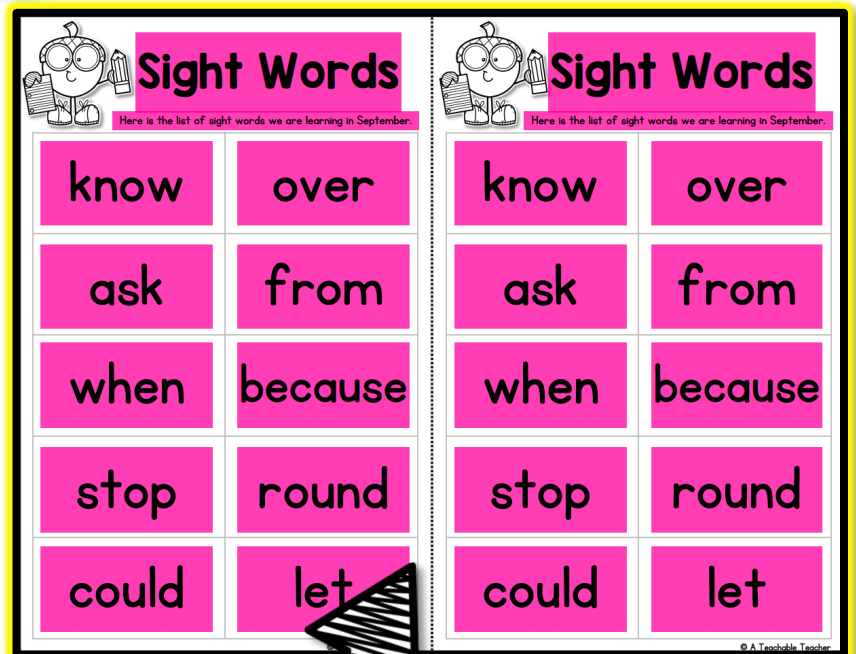 Sight Words
Here is the list of sight words we are learning in September.
know over
ask from
when because
stop round
could let
Sight Words
Here is the list of sight words we are learning in September.
know over
ask from
when because
stop round
could let
© A Teachable Teacher